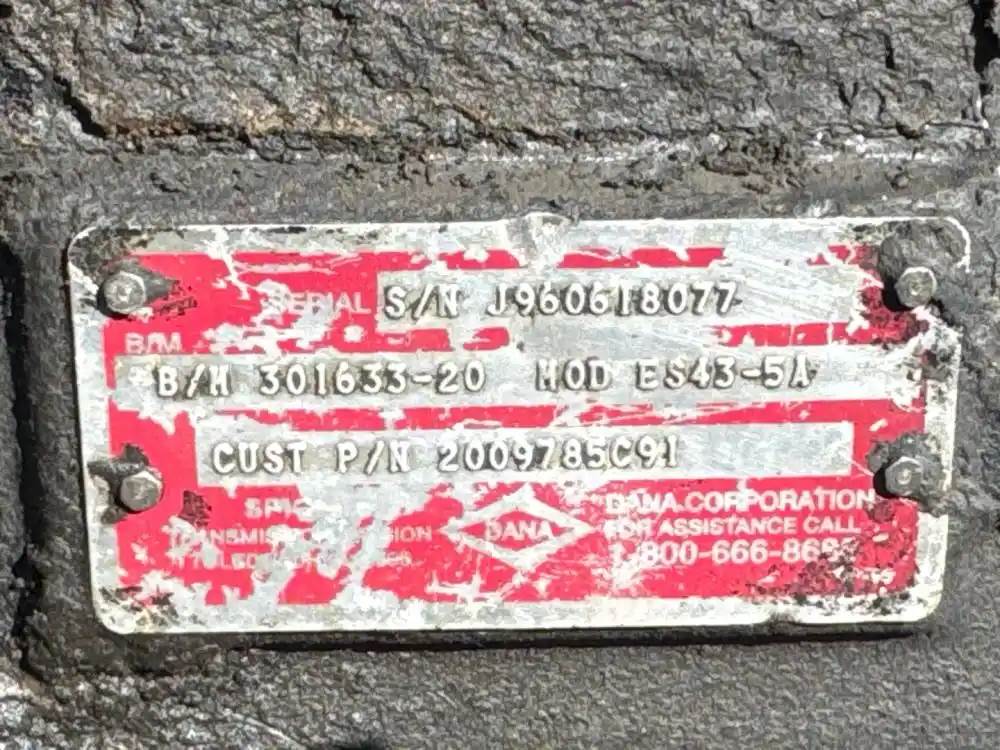 SERIAL S/N J960618077
B/M
B/M 301633-20 MOD ES43-5A
CUST P/N 2009785C91
DANA
DANA CORPORATION
FOR ASSISTANCE CALL